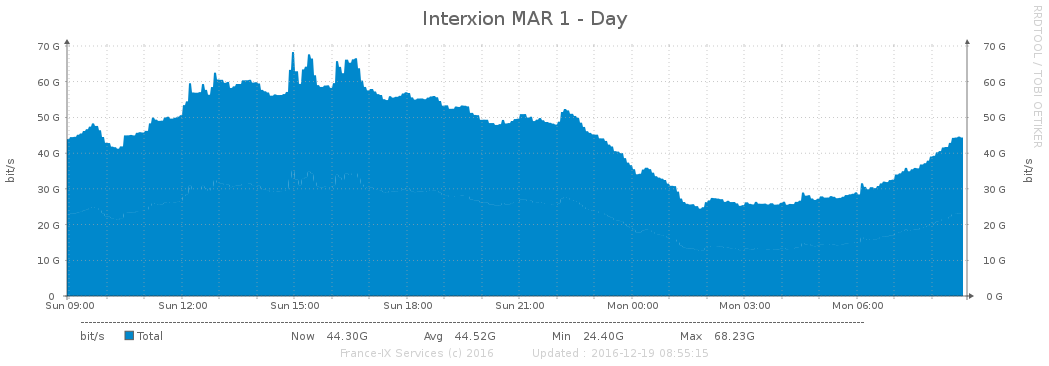 Interxion MAR 1 - Day
RRDTOOL / TOBI OETIKER
bit/s
70 G 70 G
60 G 60 G
50 G 50 G
40 G 40 G
30 G 30 G
20 G 20 G
10 G 10 G
0 0 G
bit/s
Sun 09:00 Sun 12:00 Sun 15:00 Sun 18:00 Sun 21:00 Mon 00:00 Mon 03:00 Mon 06:00
bit/s Total Now 44.30G Avg 44.52G Min 24.40G Max 68.23G
France-IX Services (c) 2016 Updated : 2016-12-19 08:55:15